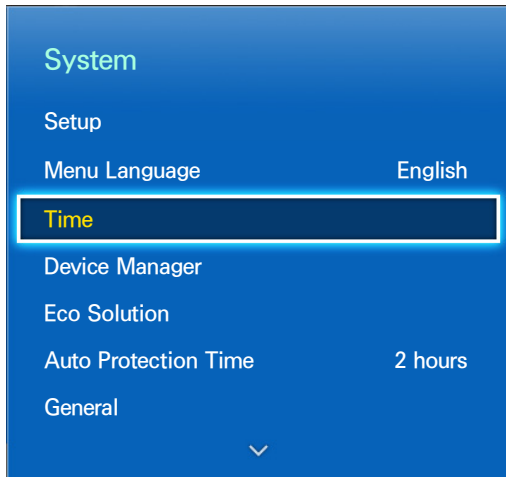 System
Setup
Menu Language English
Time
Device Manager
Eco Solution
Auto Protection Time 2 hours
General